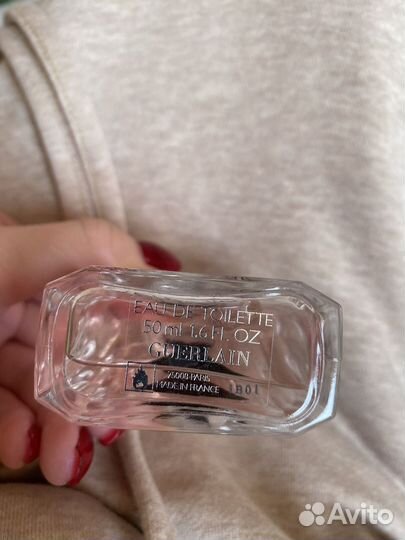 EAU DE TOILETTE
50 ml 1.6 FL. OZ
GUERLAIN
75008 PARIS
MADE IN FRANCE
1B01
Avito